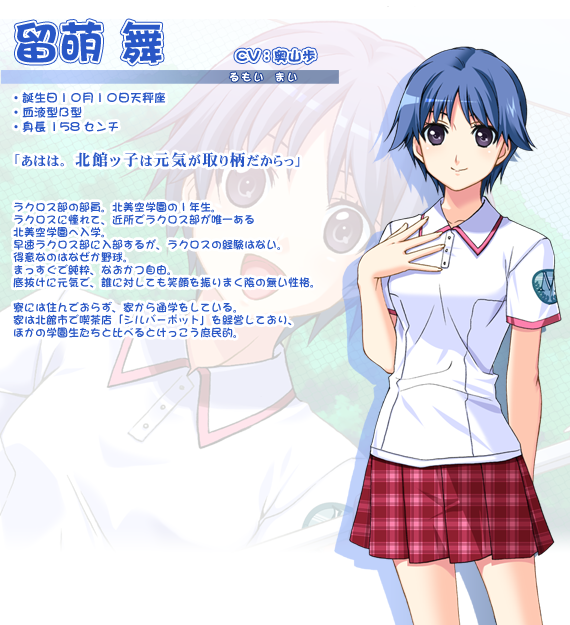 留萌 舞
CV:奥山歩
るもい まい
・誕生日10月10日天秤座
・血液型B型
・身長 158 センチ
「あはは。北館ッ子は元気が取り柄だからっ」
ラクロス部の部員。北美空学園の1年生。
ラクロスに憧れて、近所でラクロス部が唯一ある
北美空学園へ入学。
早速ラクロス部に入部するが、ラクロスの経験はない。
得意なのはなぜか野球。
まっすぐで純粋、なおかつ自由。
底抜けに元気で、誰に対しても笑顔を振りまく陰の無い性格。
寮には住んでおらず、家から通学をしている。
家は北館市で喫茶店「シルバーポット」を経営しており、
ほかの学園生たちと比べるとけっこう庶民的。